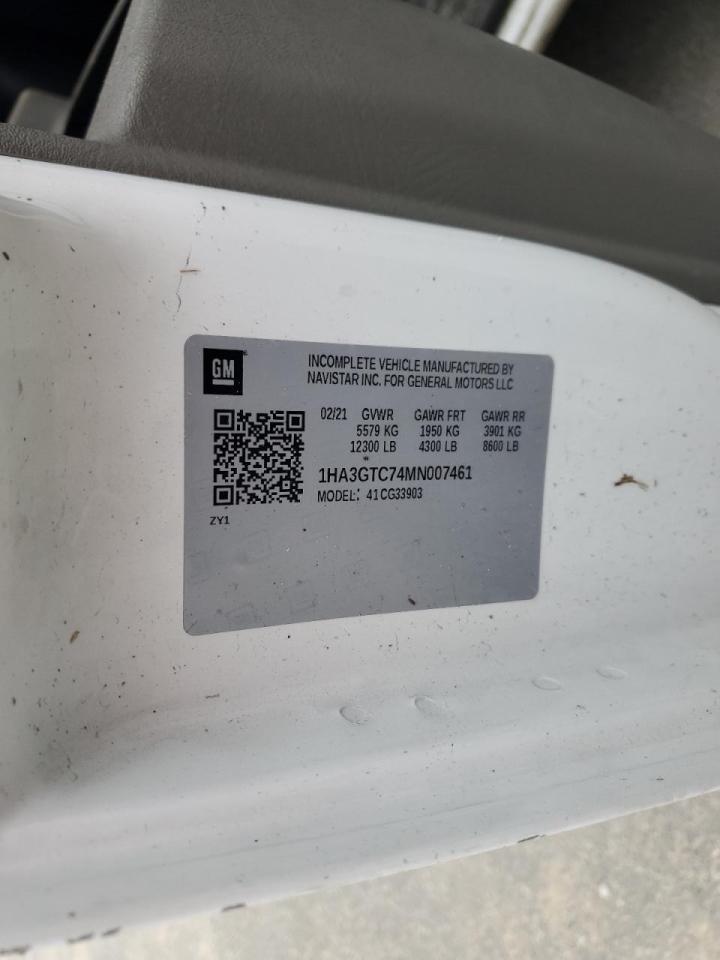 GM
INCOMPLETE VEHICLE MANUFACTURED BY
NAVISTAR INC. FOR GENERAL MOTORS LLC
02/21 GVWR GAWR FRT GAWR RR
5579 KG 1950 KG 3901 KG
12300 LB 4300 LB 8600 LB
1HA3GTC74MN007461
MODEL: 41CG33903
ZY1